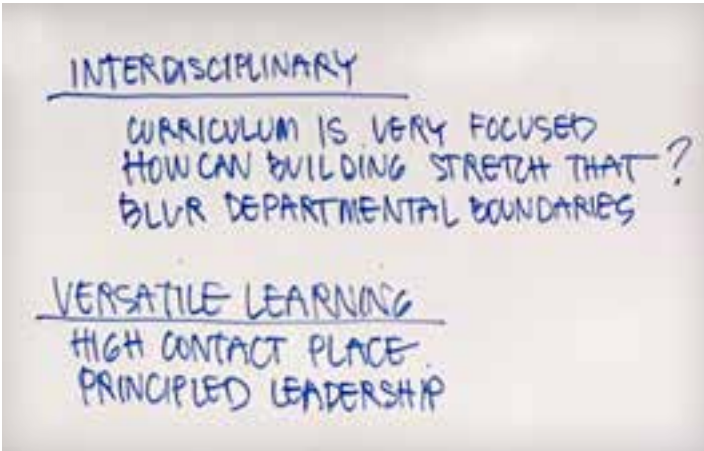 INTERDISCIPLINARY
CURRICULUM IS VERY FOCUSED
HOW CAN BUILDING STRETCH THAT?
BLUR DEPARTMENTAL BOUNDARIES
VERSATILE LEARNING
HIGH CONTACT PLACE.
PRINCIPLED LEADERSHIP